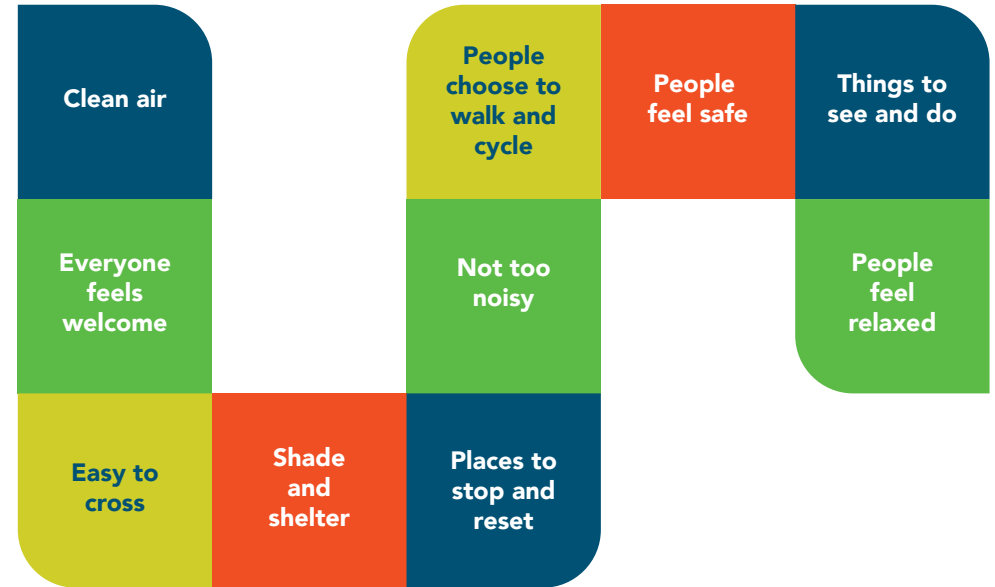 Clean air
People
choose to
walk and
cycle
People
feel safe
Things to
see and do
Everyone
feels
welcome
Not too
noisy
People
feel
relaxed
Easy to
cross
Shade
and
shelter
Places to
stop and
reset